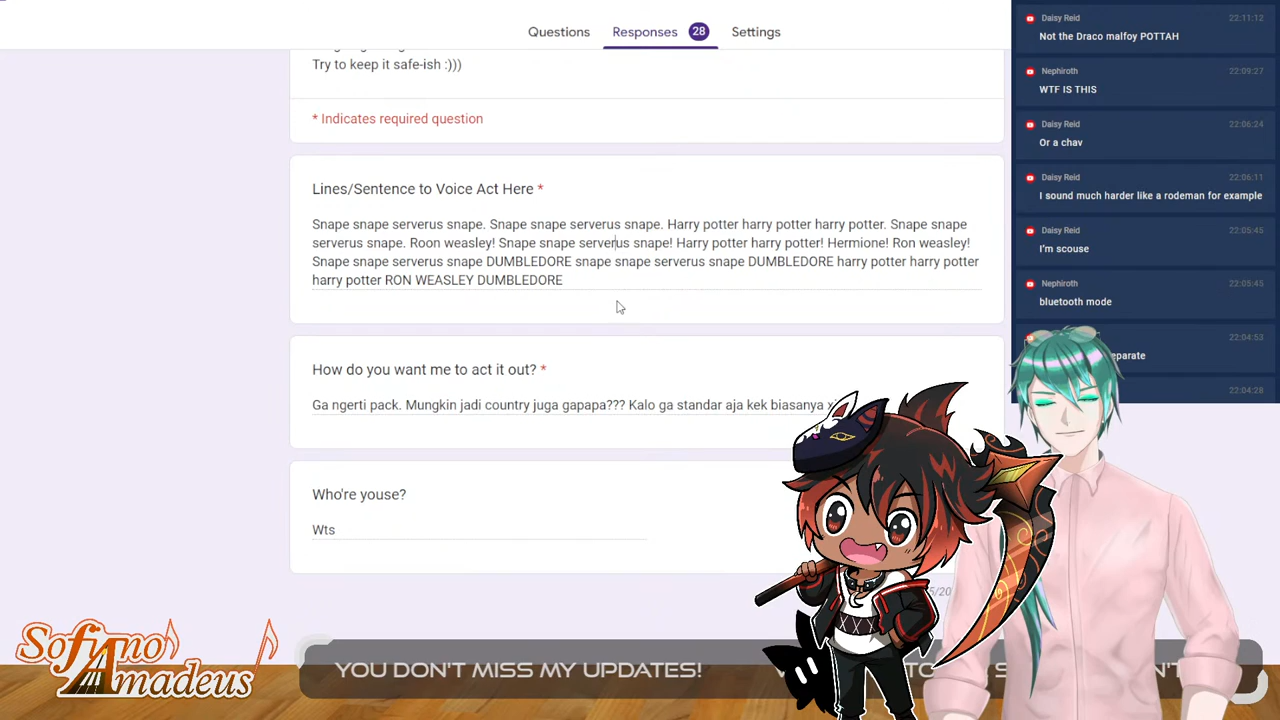 Questions
Responses 28
Settings
Try to keep it safe-ish :)))
* Indicates required question
Lines/Sentence to Voice Act Here *
Snape snape serverus snape. Snape snape serverus snape. Harry potter harry potter harry potter. Snape snape
serverus snape. Roon weasley! Snape snape serverus snape! Harry potter harry potter! Hermione! Ron weasley!
Snape snape serverus snape DUMBLEDORE snape snape serverus snape DUMBLEDORE harry potter harry potter
harry potter RON WEASLEY DUMBLEDORE
How do you want me to act it out? *
Ga ngerti pack. Mungkin jadi country juga gapapa??? Kalo ga standar aja kek biasanya
Who're youse?
Wts
Daisy Reid 22:11:12
Not the Draco malfoy POTTAH
Nephiroth 22:09:27
WTF IS THIS
Daisy Reid 22:06:24
Or a chav
Daisy Reid 22:06:11
I sound much harder like a rodeman for example
Daisy Reid 22:05:45
I'm scouse
Nephiroth 22:05:45
bluetooth mode
22:04:53
22:04:28
Sofiano
Amadeus
YOU DON'T MISS MY UPDATES!